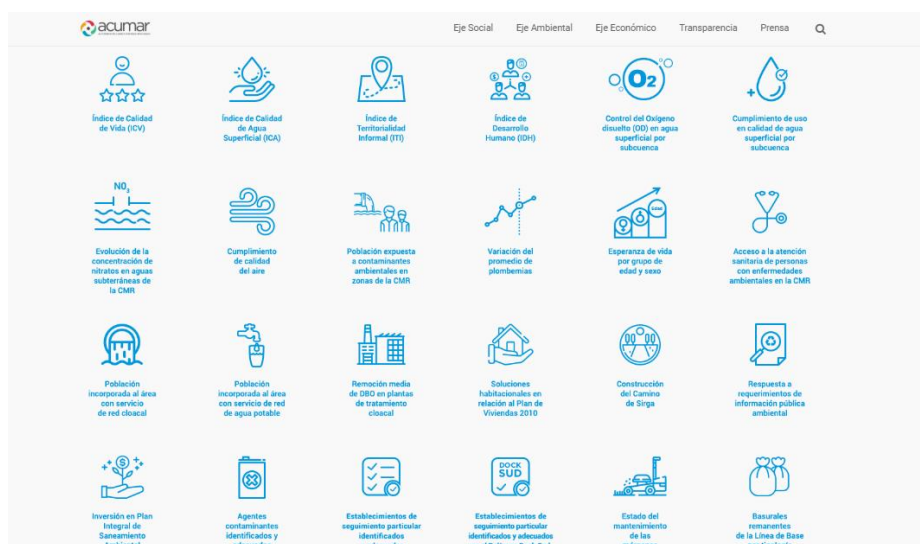 acumar
Eje Social
Eje Ambiental
Eje Económico
Transparencia
Prensa
Índice de Calidad
de Vida (ICV)
Índice de Calidad
de Agua
Superficial (ICA)
Índice de
Territorialidad
Informal (ITI)
Índice de
Desarrollo
Humano (IDH)
O2
Control del Oxígeno
disuelto (OD) en agua
superficial por
subcuenca
Cumplimiento de uso
en calidad de agua
superficial por
subcuenca
NO3
Evolución de la
concentración de
nitratos en aguas
subterráneas de
la CMR
Cumplimiento
de calidad
del aire
Población expuesta
a contaminantes
ambientales en
zonas de la CMR
Variación del
promedio de
plombemias
Esperanza de vida
por grupo de
edad y sexo
Acceso a la atención
sanitaria de personas
con enfermedades
ambientales en la CMR
Población
incorporada al área
con servicio
de red cloacal
Población
incorporada al área
con servicio de red
de agua potable
Remoción media
de DBO en plantas
de tratamiento
cloacal
Soluciones
habitacionales en
relación al Plan de
Viviendas 2010
Construcción
del Camino
de Sirga
Respuesta a
requerimientos de
información pública
ambiental
Inversión en Plan
Integral de
Saneamiento
Agentes
contaminantes
identificados y
Establecimientos de
seguimiento particular
identificados
DOCK
SUD
Establecimientos de
seguimiento particular
identificados y adecuados
Estado del
mantenimiento
de las
Basurales
remanentes
de la Línea de Base